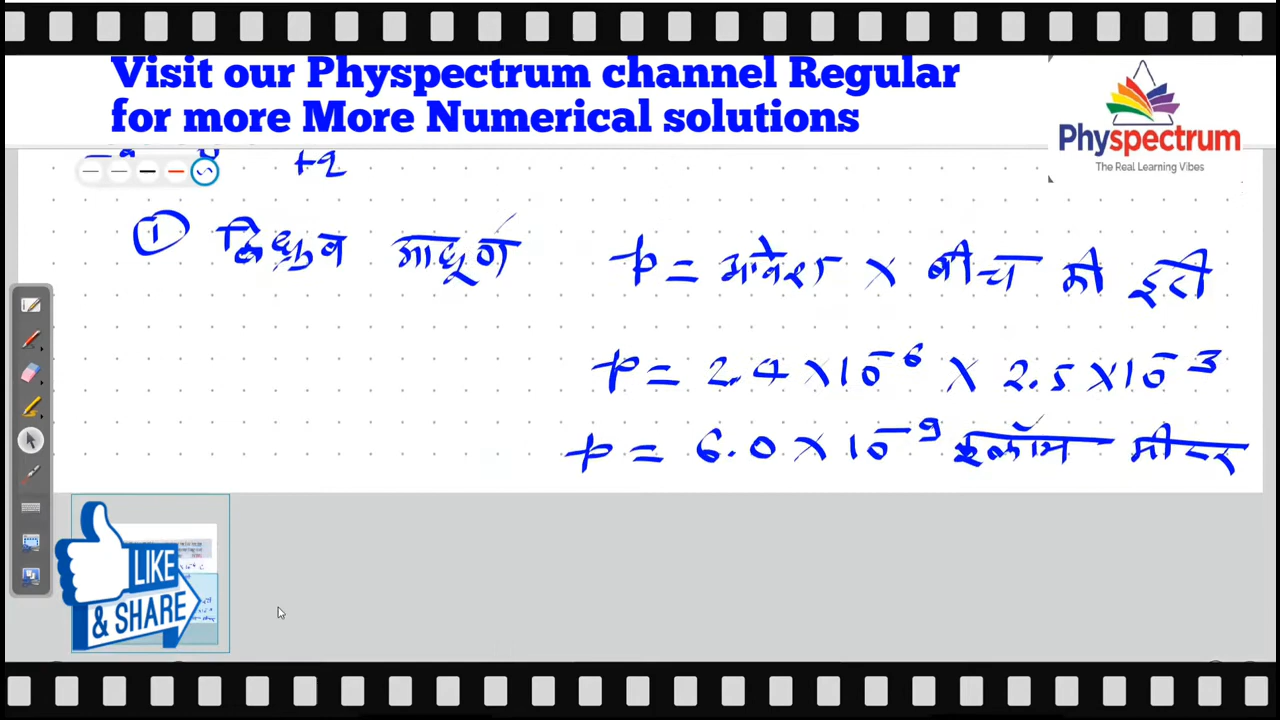 Visit our Physpectrum channel Regular
for more More Numerical solutions
Physpectrum
The Real Learning Vibes
+q
① द्विध्रुव आघूर्ण
p = आवेश × बीच की दूरी
p = 2.4 × 10⁻⁶ × 2.5 × 10⁻³
p = 6.0 × 10⁻⁹ कूलॉम मीटर
LIKE
& SHARE